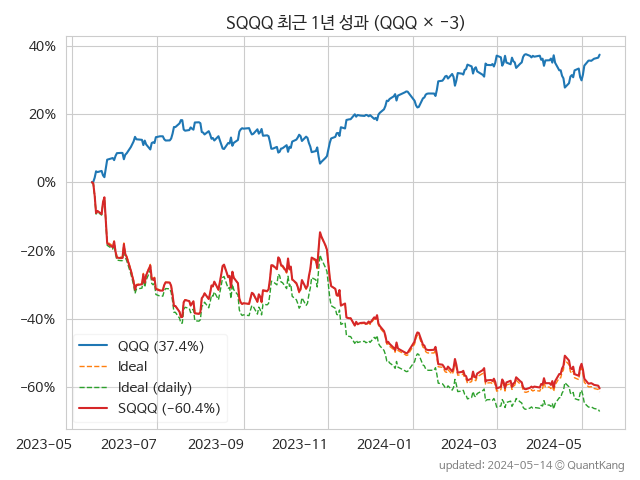 SQQQ 최근 1년 성과 (QQQ × −3)
40%
20%
0%
−20%
−40%
−60%
QQQ (37.4%)
Ideal
Ideal (daily)
SQQQ (−60.4%)
2023-05
2023-07
2023-09
2023-11
2024-01
2024-03
2024-05
updated: 2024-05-14 © QuantKang